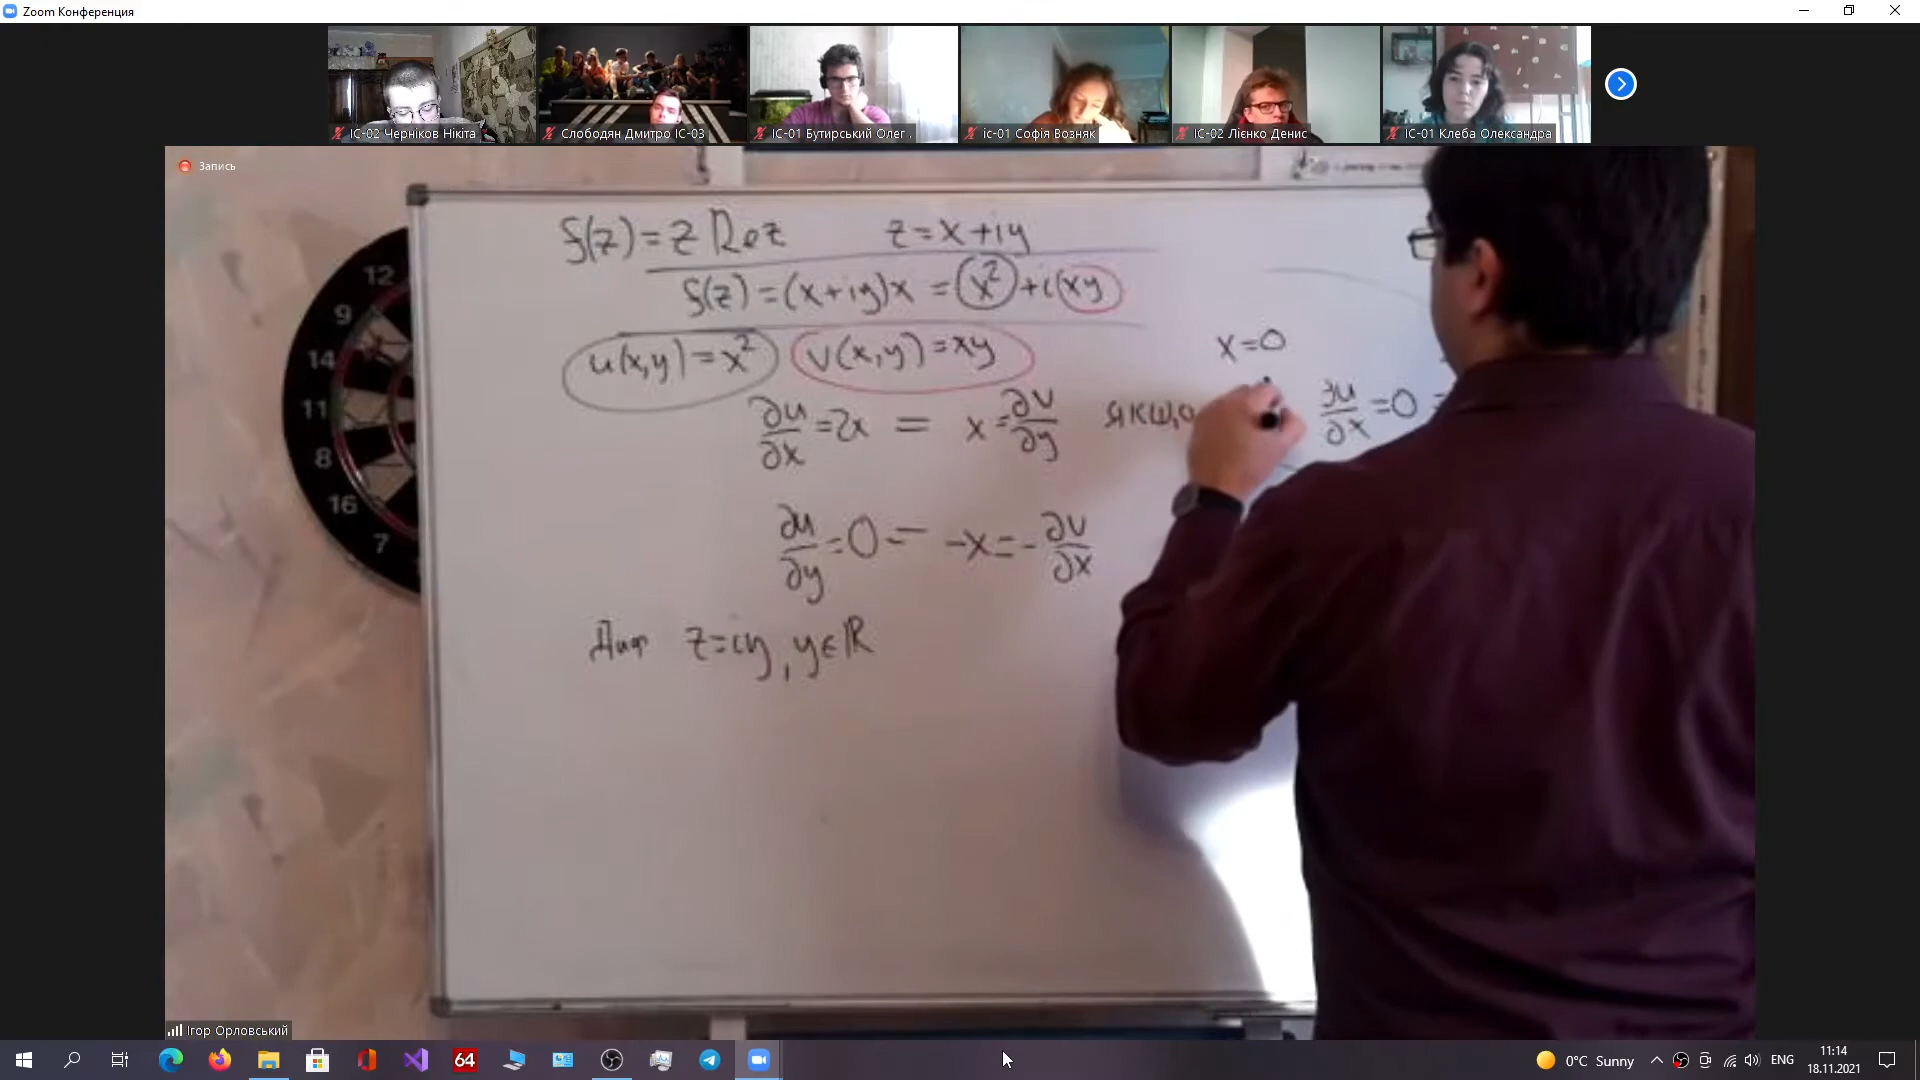 Zoom Конференция
ІС-02 Черніков Нікіта
Слободян Дмитро ІС-03
ІС-01 Бутирський Олег .
іс-01 Софія Возняк
ІС-02 Лієнко Денис
ІС-01 Клеба Олександра
Запись
f(z)=z Re z z=x+iy
f(z)=(x+iy)x=x²+i(xy
u(x,y)=x² v(x,y)=xy
x=0
∂u/∂x=2x = x=∂v/∂y якщо ∂u/∂x=0=
∂u/∂y=0= -x=-∂v/∂x
Диф z=iy, y∈ℝ
12
9
14
11
8
16
7
Ігор Орловський
64
0°C Sunny
ENG
11:14
18.11.2021